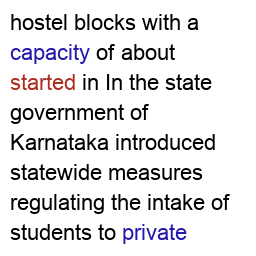 hostel blocks with a
capacity of about
started in In the state
government of
Karnataka introduced
statewide measures
regulating the intake of
students to private